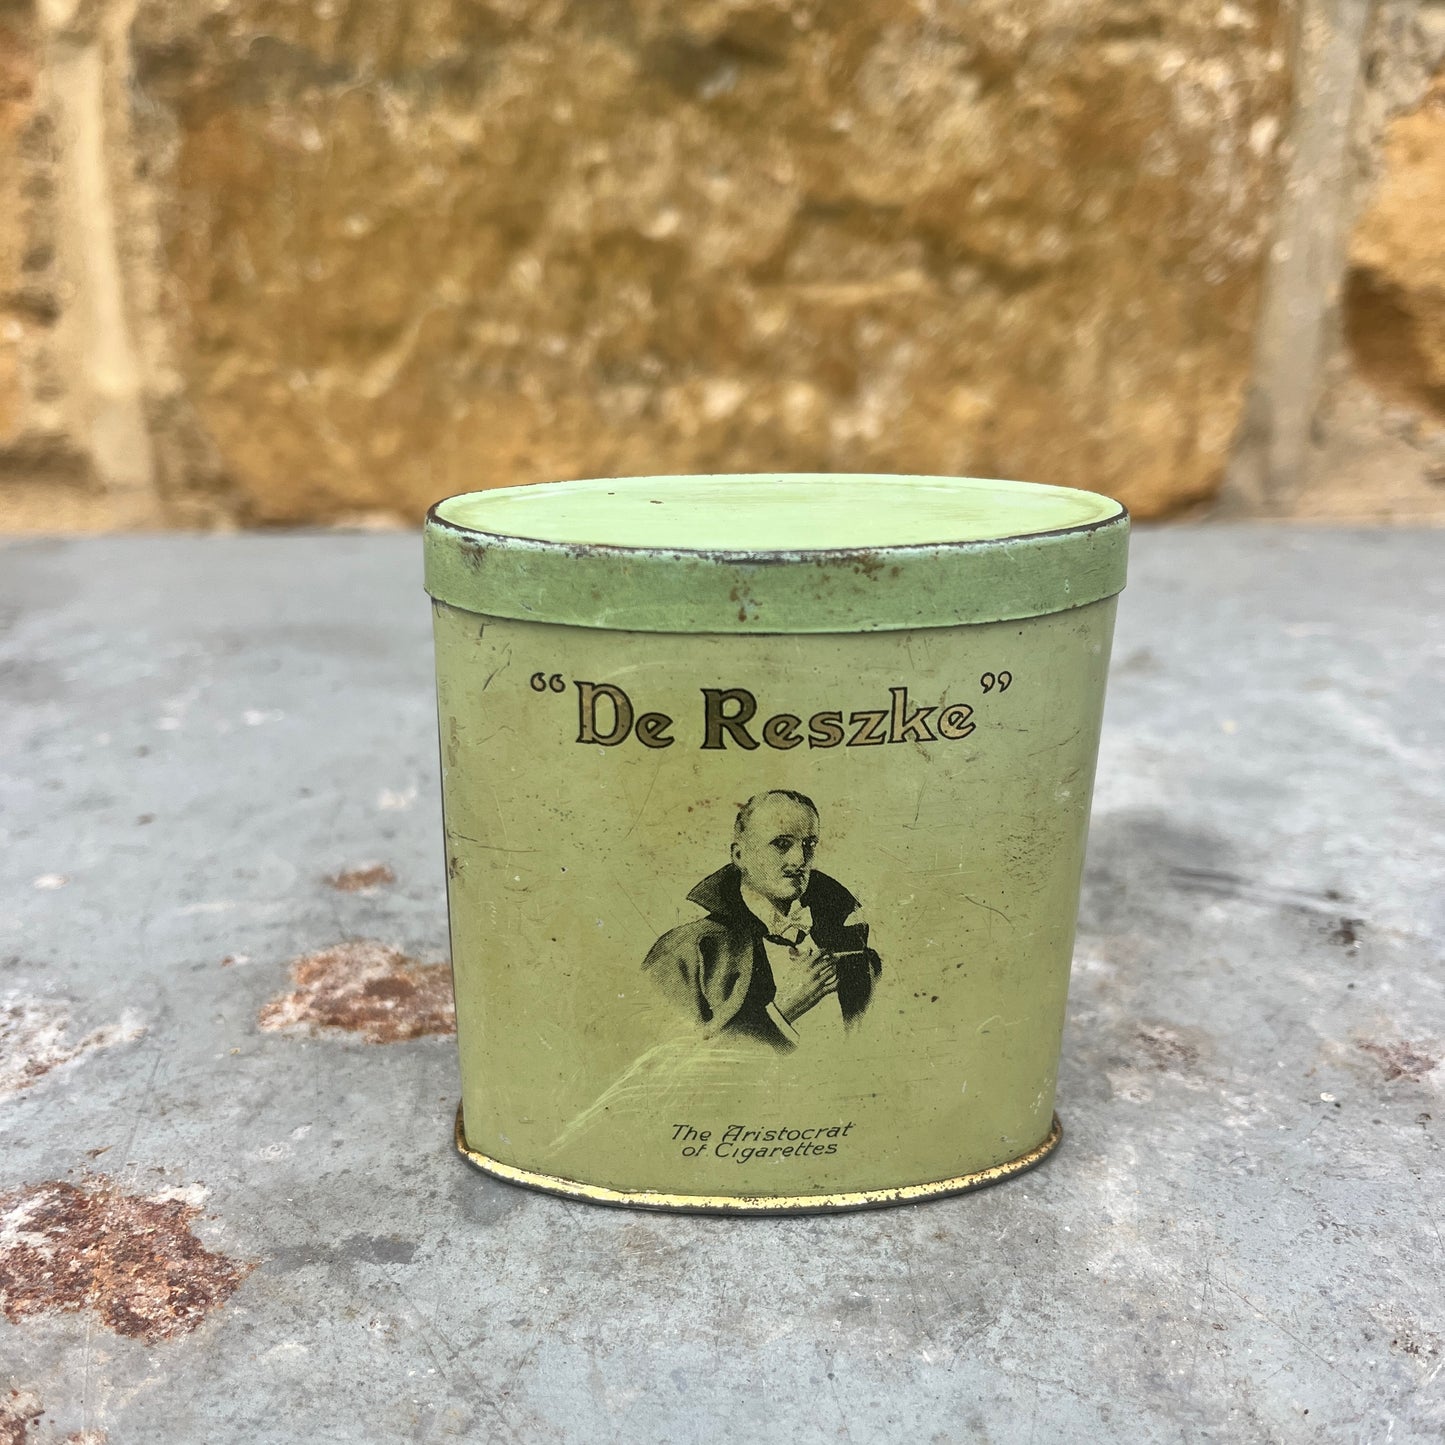 “De Reszke”
The Aristocrat
of Cigarettes